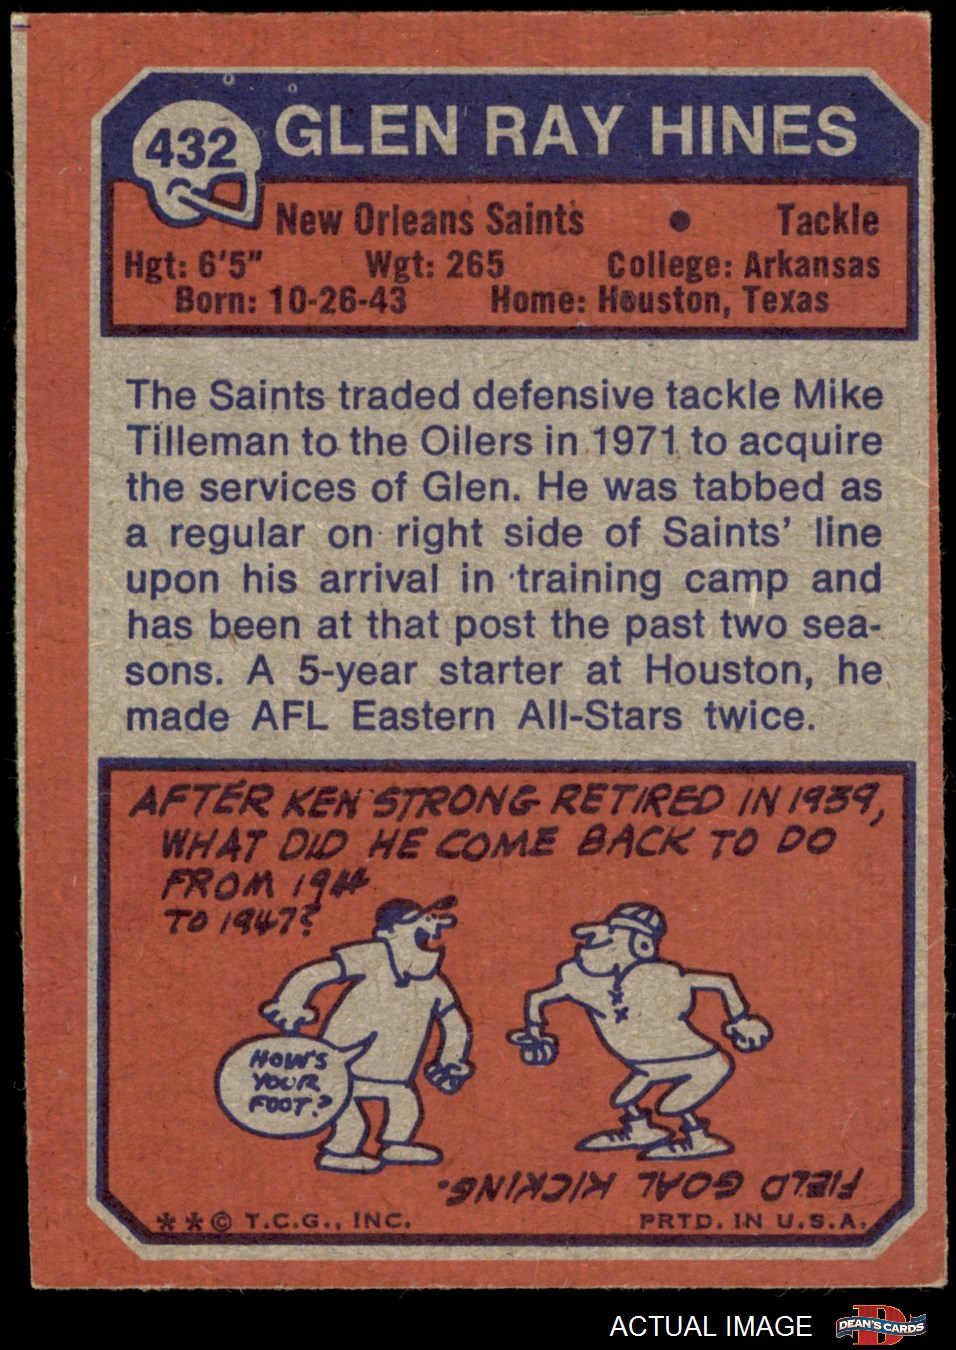 432
GLEN RAY HINES
New Orleans Saints • Tackle
Hgt: 6'5" Wgt: 265 College: Arkansas
Born: 10-26-43 Home: Houston, Texas
The Saints traded defensive tackle Mike
Tilleman to the Oilers in 1971 to acquire
the services of Glen. He was tabbed as
a regular on right side of Saints' line
upon his arrival in training camp and
has been at that post the past two sea-
sons. A 5-year starter at Houston, he
made AFL Eastern All-Stars twice.
AFTER KEN STRONG RETIRED IN 1939,
WHAT DID HE COME BACK TO DO
FROM 1944
TO 1947?
HOW'S
YOUR
FOOT?
FIELD GOAL KICKING.
**© T.C.G., INC. PRTD. IN U.S.A.
ACTUAL IMAGE
D
DEAN'S CARDS